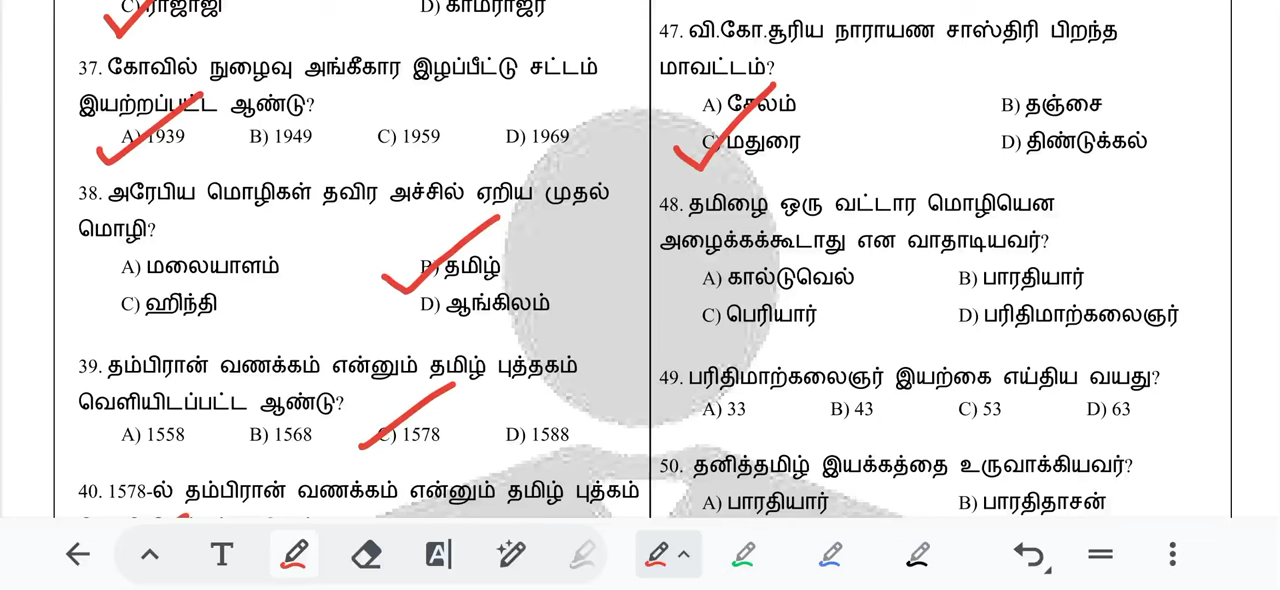 C) ராஜாஜி D) காமராஜர்
37. கோவில் நுழைவு அங்கீகார இழப்பீட்டு சட்டம்
இயற்றப்பட்ட ஆண்டு?
A) 1939 B) 1949 C) 1959 D) 1969
38. அரேபிய மொழிகள் தவிர அச்சில் ஏறிய முதல்
மொழி?
A) மலையாளம் B) தமிழ்
C) ஹிந்தி D) ஆங்கிலம்
39. தம்பிரான் வணக்கம் என்னும் தமிழ் புத்தகம்
வெளியிடப்பட்ட ஆண்டு?
A) 1558 B) 1568 C) 1578 D) 1588
40. 1578-ல் தம்பிரான் வணக்கம் என்னும் தமிழ் புத்கம்
47. வி.கோ.சூரிய நாராயண சாஸ்திரி பிறந்த
மாவட்டம்?
A) சேலம் B) தஞ்சை
C) மதுரை D) திண்டுக்கல்
48. தமிழை ஒரு வட்டார மொழியென
அழைக்கக்கூடாது என வாதாடியவர்?
A) கால்டுவெல் B) பாரதியார்
C) பெரியார் D) பரிதிமாற்கலைஞர்
49. பரிதிமாற்கலைஞர் இயற்கை எய்திய வயது?
A) 33 B) 43 C) 53 D) 63
50. தனித்தமிழ் இயக்கத்தை உருவாக்கியவர்?
A) பாரதியார் B) பாரதிதாசன்